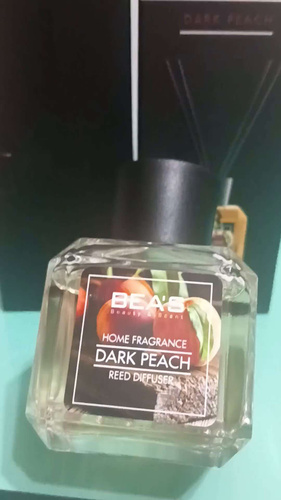 DARK PEACH
BEA'S
Beauty & Scent
HOME FRAGRANCE
DARK PEACH
REED DIFFUSER